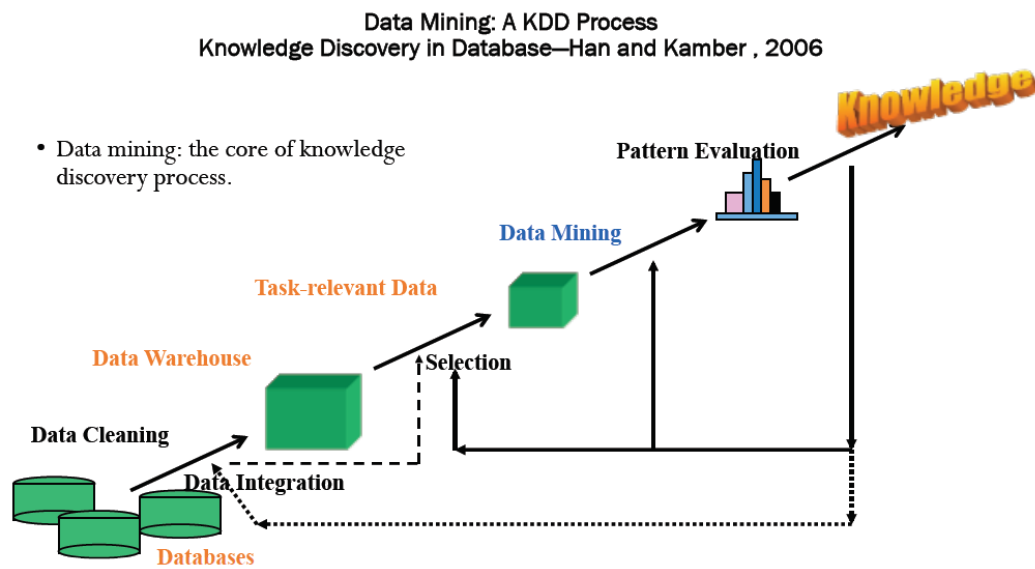 Data Mining: A KDD Process
Knowledge Discovery in Database—Han and Kamber , 2006
Knowledge
• Data mining: the core of knowledge
discovery process.
Pattern Evaluation
Data Mining
Task-relevant Data
Data Warehouse
Selection
Data Cleaning
Data Integration
Databases